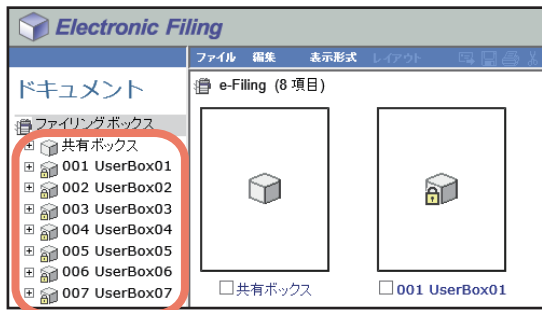 Electronic Filing
ファイル 編集 表示形式 レイアウト
ドキュメント
e-Filing (8 項目)
ファイリングボックス
共有ボックス
001 UserBox01
002 UserBox02
003 UserBox03
004 UserBox04
005 UserBox05
006 UserBox06
007 UserBox07
共有ボックス
001 UserBox01